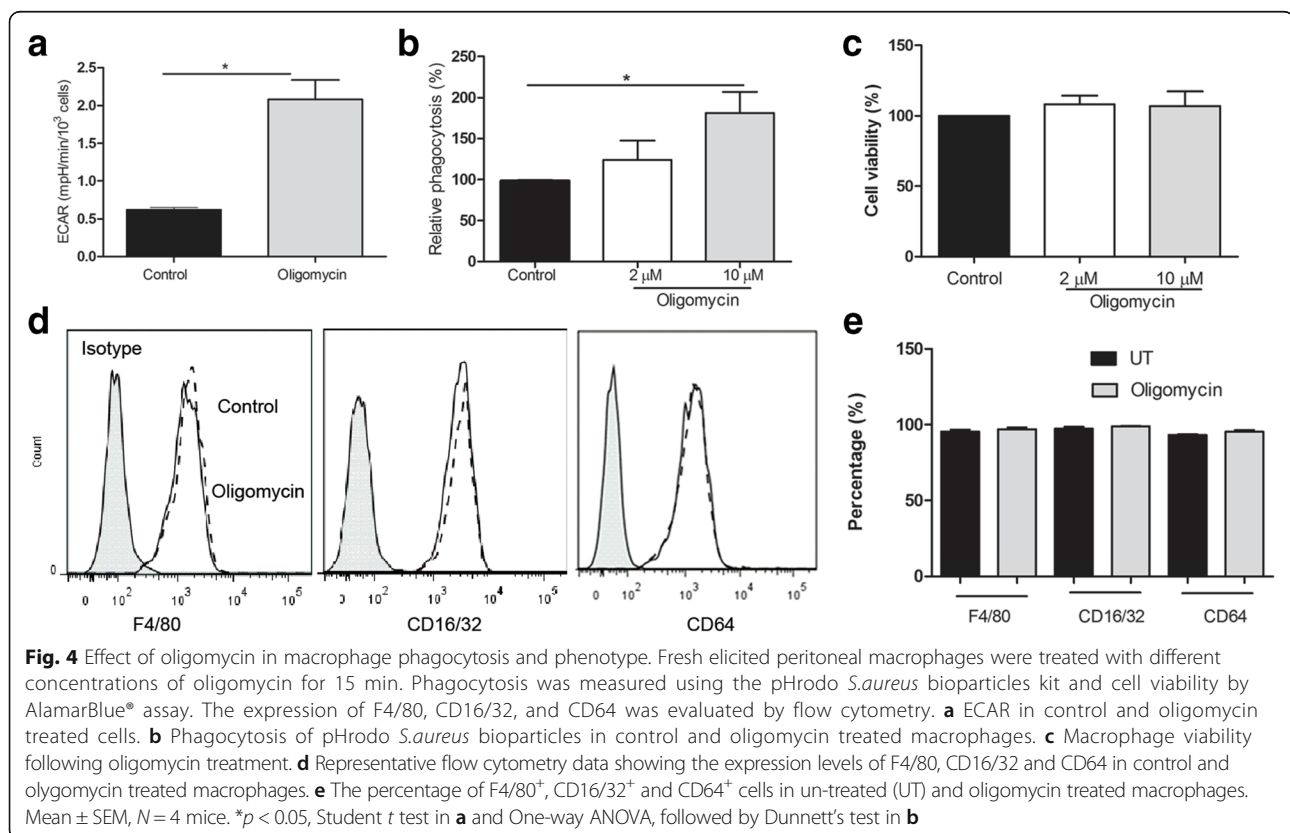 a
ECAR (mpH/min/10³ cells)
2.5
2.0
1.5
1.0
0.5
0.0
*
Control
Oligomycin
b
Relative phagocytosis (%)
250
200
150
100
50
0
*
Control
2 µM
10 µM
Oligomycin
c
Cell viability (%)
150
100
50
0
Control
2 µM
10 µM
Oligomycin
d
Count
0
Isotype
Control
Oligomycin
0 10² 10³ 10⁴ 10⁵
F4/80
0 10² 10³ 10⁴ 10⁵
CD16/32
0 10² 10³ 10⁴ 10⁵
CD64
e
Percentage (%)
150
100
50
0
UT
Oligomycin
F4/80
CD16/32
CD64
Fig. 4 Effect of oligomycin in macrophage phagocytosis and phenotype. Fresh elicited peritoneal macrophages were treated with different
concentrations of oligomycin for 15 min. Phagocytosis was measured using the pHrodo S.aureus bioparticles kit and cell viability by
AlamarBlue® assay. The expression of F4/80, CD16/32, and CD64 was evaluated by flow cytometry. a ECAR in control and oligomycin
treated cells. b Phagocytosis of pHrodo S.aureus bioparticles in control and oligomycin treated macrophages. c Macrophage viability
following oligomycin treatment. d Representative flow cytometry data showing the expression levels of F4/80, CD16/32 and CD64 in control and
olygomycin treated macrophages. e The percentage of F4/80⁺, CD16/32⁺ and CD64⁺ cells in un-treated (UT) and oligomycin treated macrophages.
Mean ± SEM, N = 4 mice. *p < 0.05, Student t test in a and One-way ANOVA, followed by Dunnett's test in b